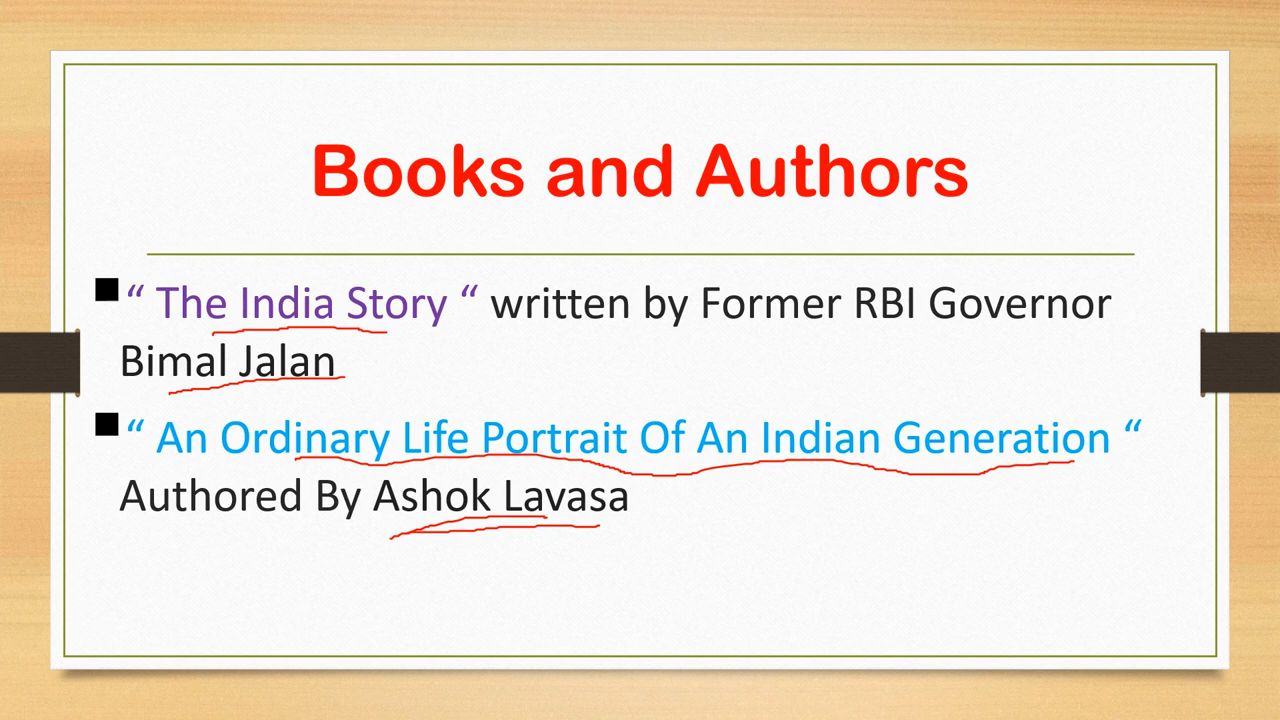 Books and Authors
“ The India Story “ written by Former RBI Governor
Bimal Jalan
“ An Ordinary Life Portrait Of An Indian Generation “
Authored By Ashok Lavasa